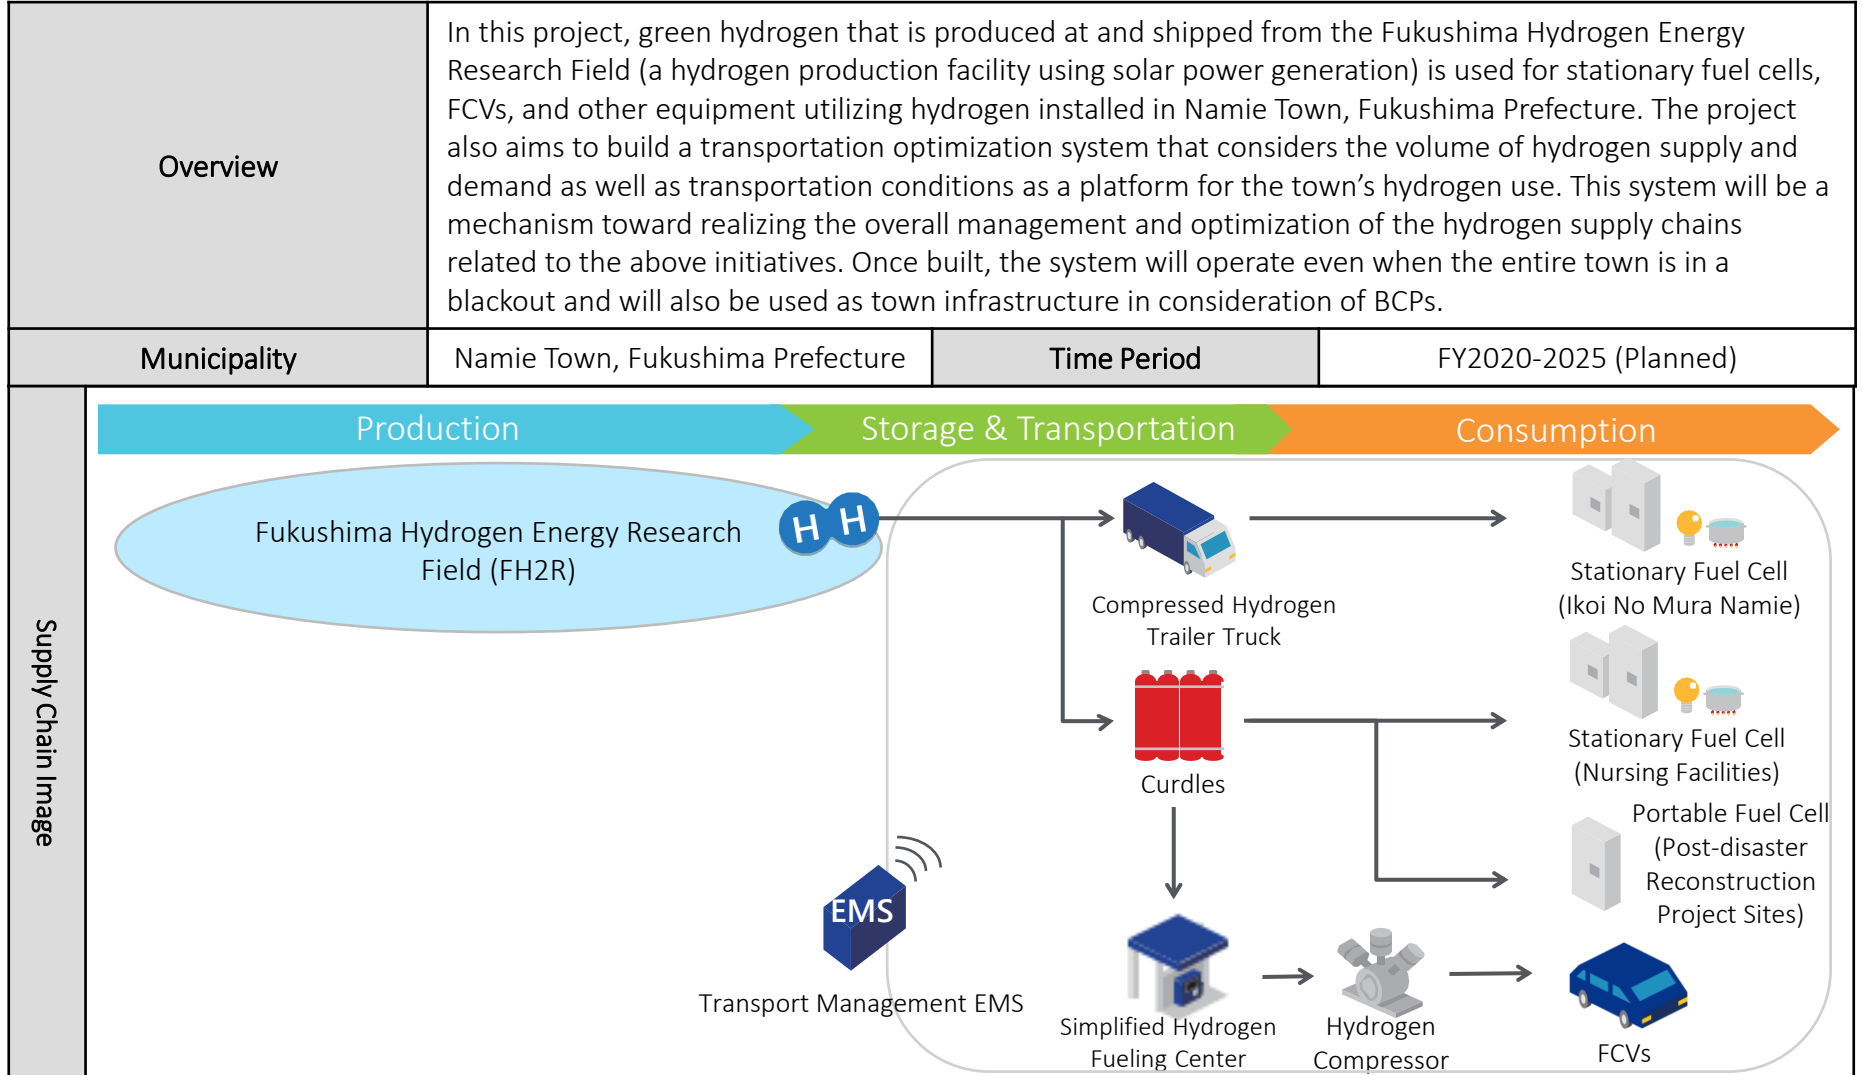 Overview
In this project, green hydrogen that is produced at and shipped from the Fukushima Hydrogen Energy
Research Field (a hydrogen production facility using solar power generation) is used for stationary fuel cells,
FCVs, and other equipment utilizing hydrogen installed in Namie Town, Fukushima Prefecture. The project
also aims to build a transportation optimization system that considers the volume of hydrogen supply and
demand as well as transportation conditions as a platform for the town’s hydrogen use. This system will be a
mechanism toward realizing the overall management and optimization of the hydrogen supply chains
related to the above initiatives. Once built, the system will operate even when the entire town is in a
blackout and will also be used as town infrastructure in consideration of BCPs.
Municipality
Namie Town, Fukushima Prefecture
Time Period
FY2020-2025 (Planned)
Supply Chain Image
Production
Storage & Transportation
Consumption
Fukushima Hydrogen Energy Research
Field (FH2R)
H H
Compressed Hydrogen
Trailer Truck
Stationary Fuel Cell
(Ikoi No Mura Namie)
Curdles
Stationary Fuel Cell
(Nursing Facilities)
Portable Fuel Cell
(Post-disaster
Reconstruction
Project Sites)
EMS
Transport Management EMS
Simplified Hydrogen
Fueling Center
Hydrogen
Compressor
FCVs